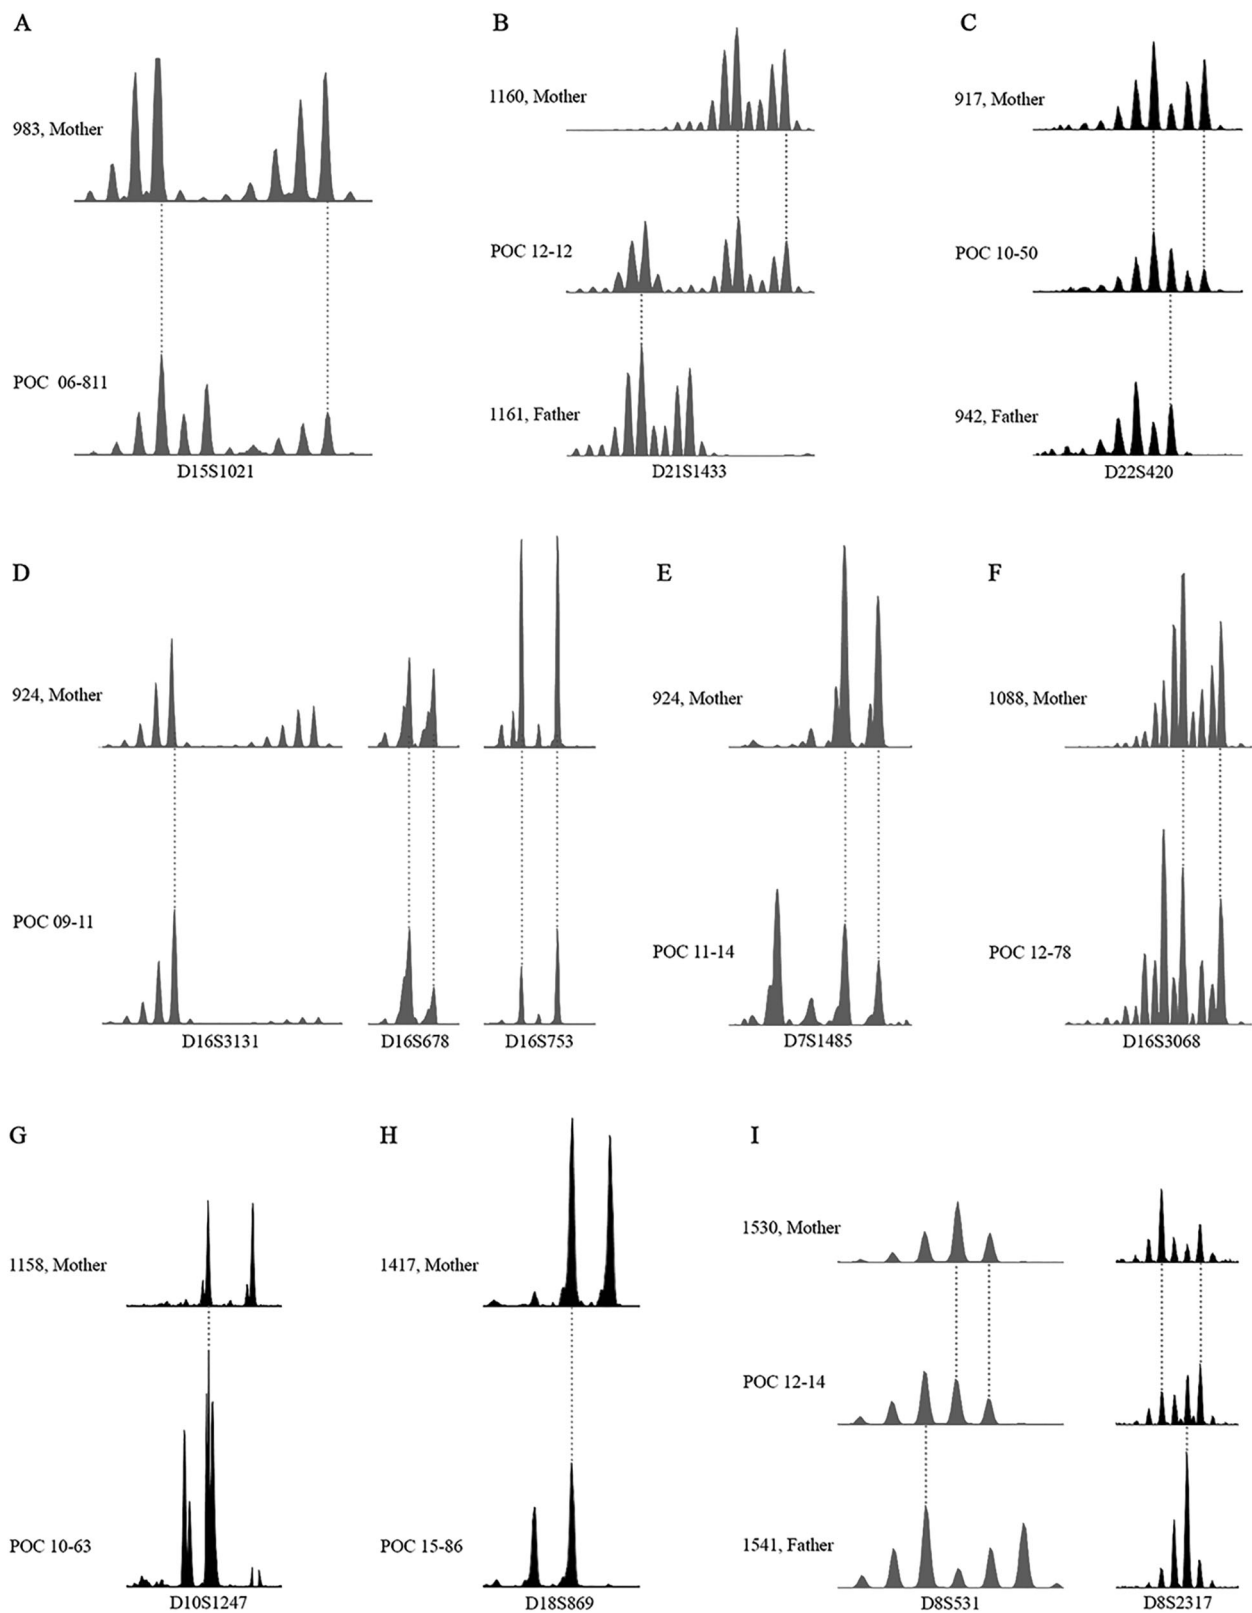 A
B
C
983, Mother
1160, Mother
917, Mother
POC 06-811
POC 12-12
POC 10-50
1161, Father
942, Father
D15S1021
D21S1433
D22S420
D
E
F
924, Mother
924, Mother
1088, Mother
POC 09-11
POC 11-14
POC 12-78
D16S3131
D16S678
D16S753
D7S1485
D16S3068
G
H
I
1158, Mother
1417, Mother
1530, Mother
POC 12-14
POC 10-63
POC 15-86
1541, Father
D10S1247
D18S869
D8S531
D8S2317